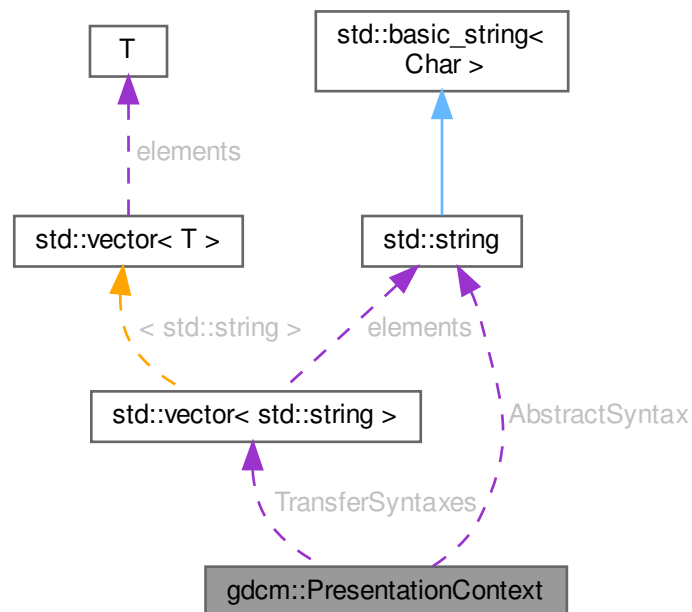 T
std::basic_string<
Char >
elements
std::vector< T >
std::string
< std::string >
elements
std::vector< std::string >
AbstractSyntax
TransferSyntaxes
gdcm::PresentationContext